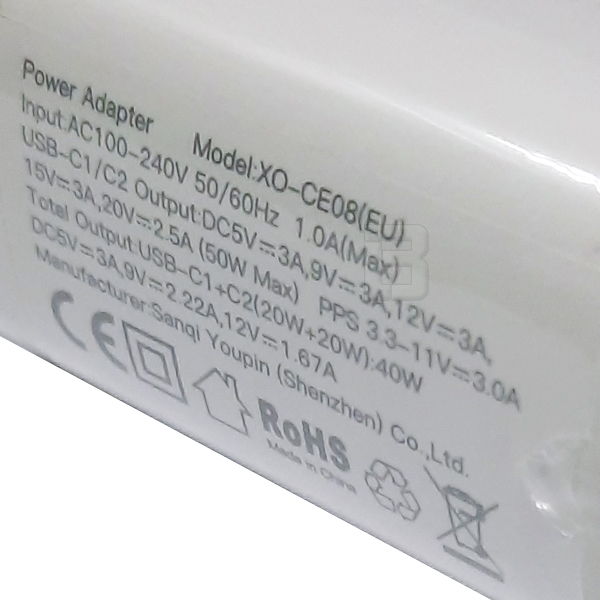 Power Adapter Model:XO-CE08(EU)
Input:AC100-240V 50/60Hz 1.0A(Max)
USB-C1/C2 Output:DC5V⎓3A,9V⎓3A,12V⎓3A,
15V⎓3A,20V⎓2.5A (50W Max) PPS 3.3-11V⎓3.0A
Total Output:USB-C1+C2(20W+20W):40W
DC5V⎓3A,9V⎓2.22A,12V⎓1.67A
Manufacturer:Sanqi Youpin (Shenzhen) Co.,Ltd.
CE
RoHS
Made in China
B